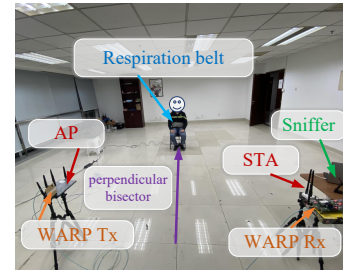 Respiration belt
AP
Sniffer
STA
perpendicular
bisector
WARP Tx
WARP Rx